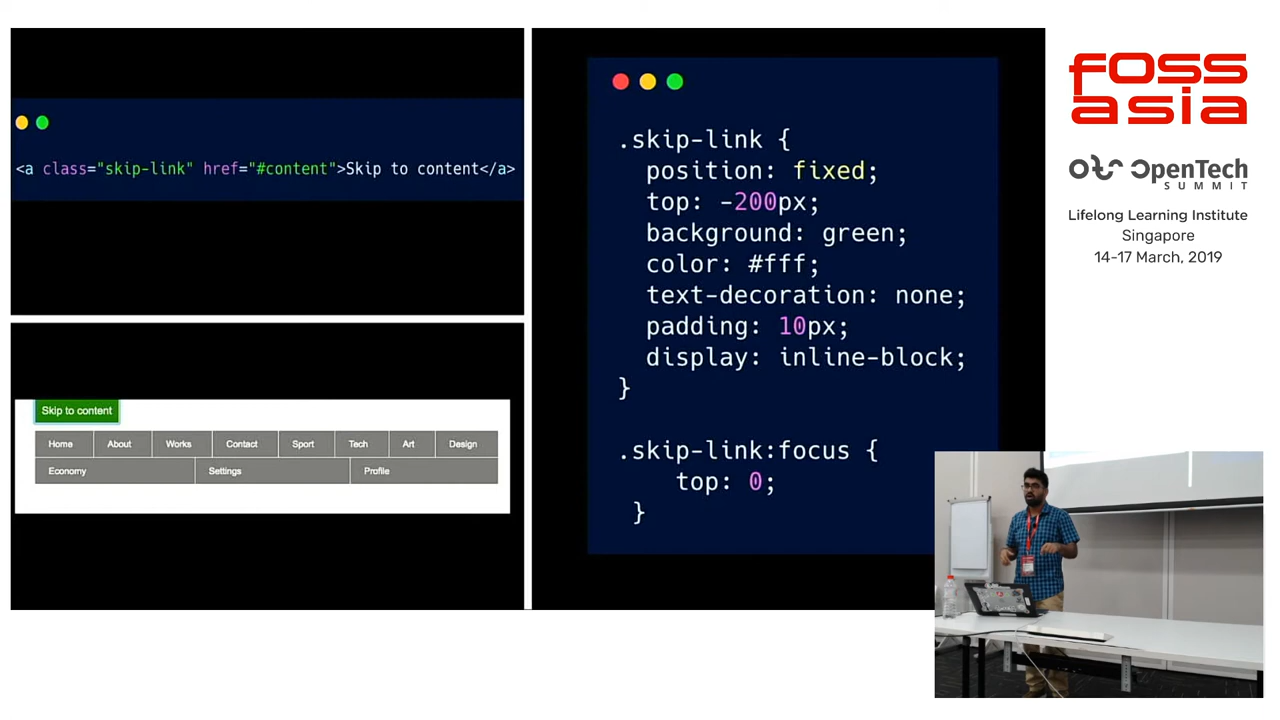 <a class="skip-link" href="#content">Skip to content</a>
Skip to content
Home About Works Contact Sport Tech Art Design
Economy Settings Profile
.skip-link {
position: fixed;
top: -200px;
background: green;
color: #fff;
text-decoration: none;
padding: 10px;
display: inline-block;
}
.skip-link:focus {
top: 0;
}
foss
asia
OpenTech
SUMMIT
Lifelong Learning Institute
Singapore
14-17 March, 2019